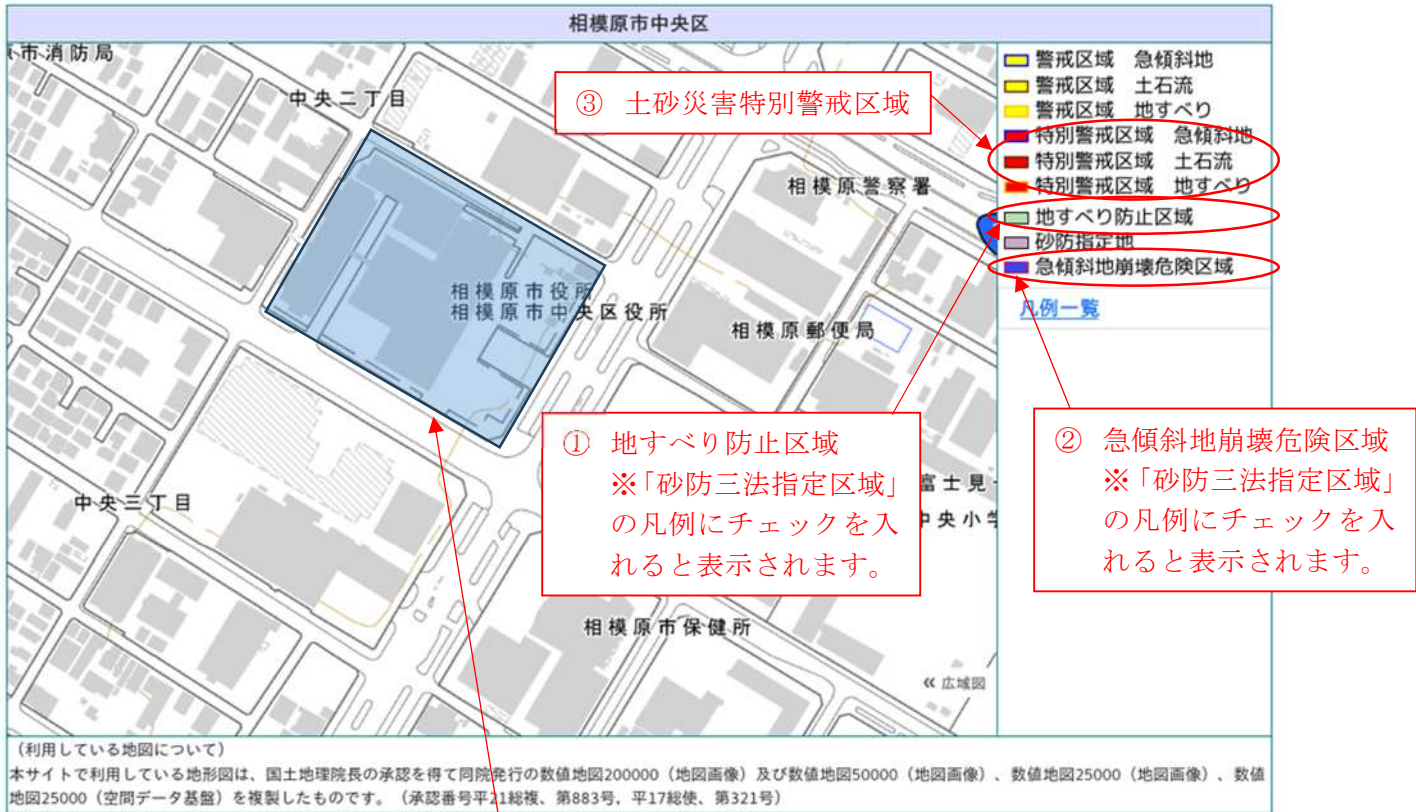 相模原市中央区
市消防局
中央二丁目
③ 土砂災害特別警戒区域
相模原警察署
相模原市役所
相模原市中央区役所
相模原郵便局
警戒区域 急傾斜地
警戒区域 土石流
警戒区域 地すべり
特別警戒区域 急傾斜地
特別警戒区域 土石流
特別警戒区域 地すべり
地すべり防止区域
砂防指定地
急傾斜地崩壊危険区域
凡例一覧
① 地すべり防止区域
※「砂防三法指定区域」
の凡例にチェックを入
れると表示されます。
② 急傾斜地崩壊危険区域
※「砂防三法指定区域」
の凡例にチェックを入
れると表示されます。
富士見
中央小学
中央三丁目
相模原市保健所
≪ 広域図
(利用している地図について)
本サイトで利用している地形図は、国土地理院長の承認を得て同院発行の数値地図200000(地図画像)及び数値地図50000(地図画像)、数値地図25000(地図画像)、数値
地図25000(空間データ基盤)を複製したものです。(承認番号平21総複、第883号, 平17総使、第321号)